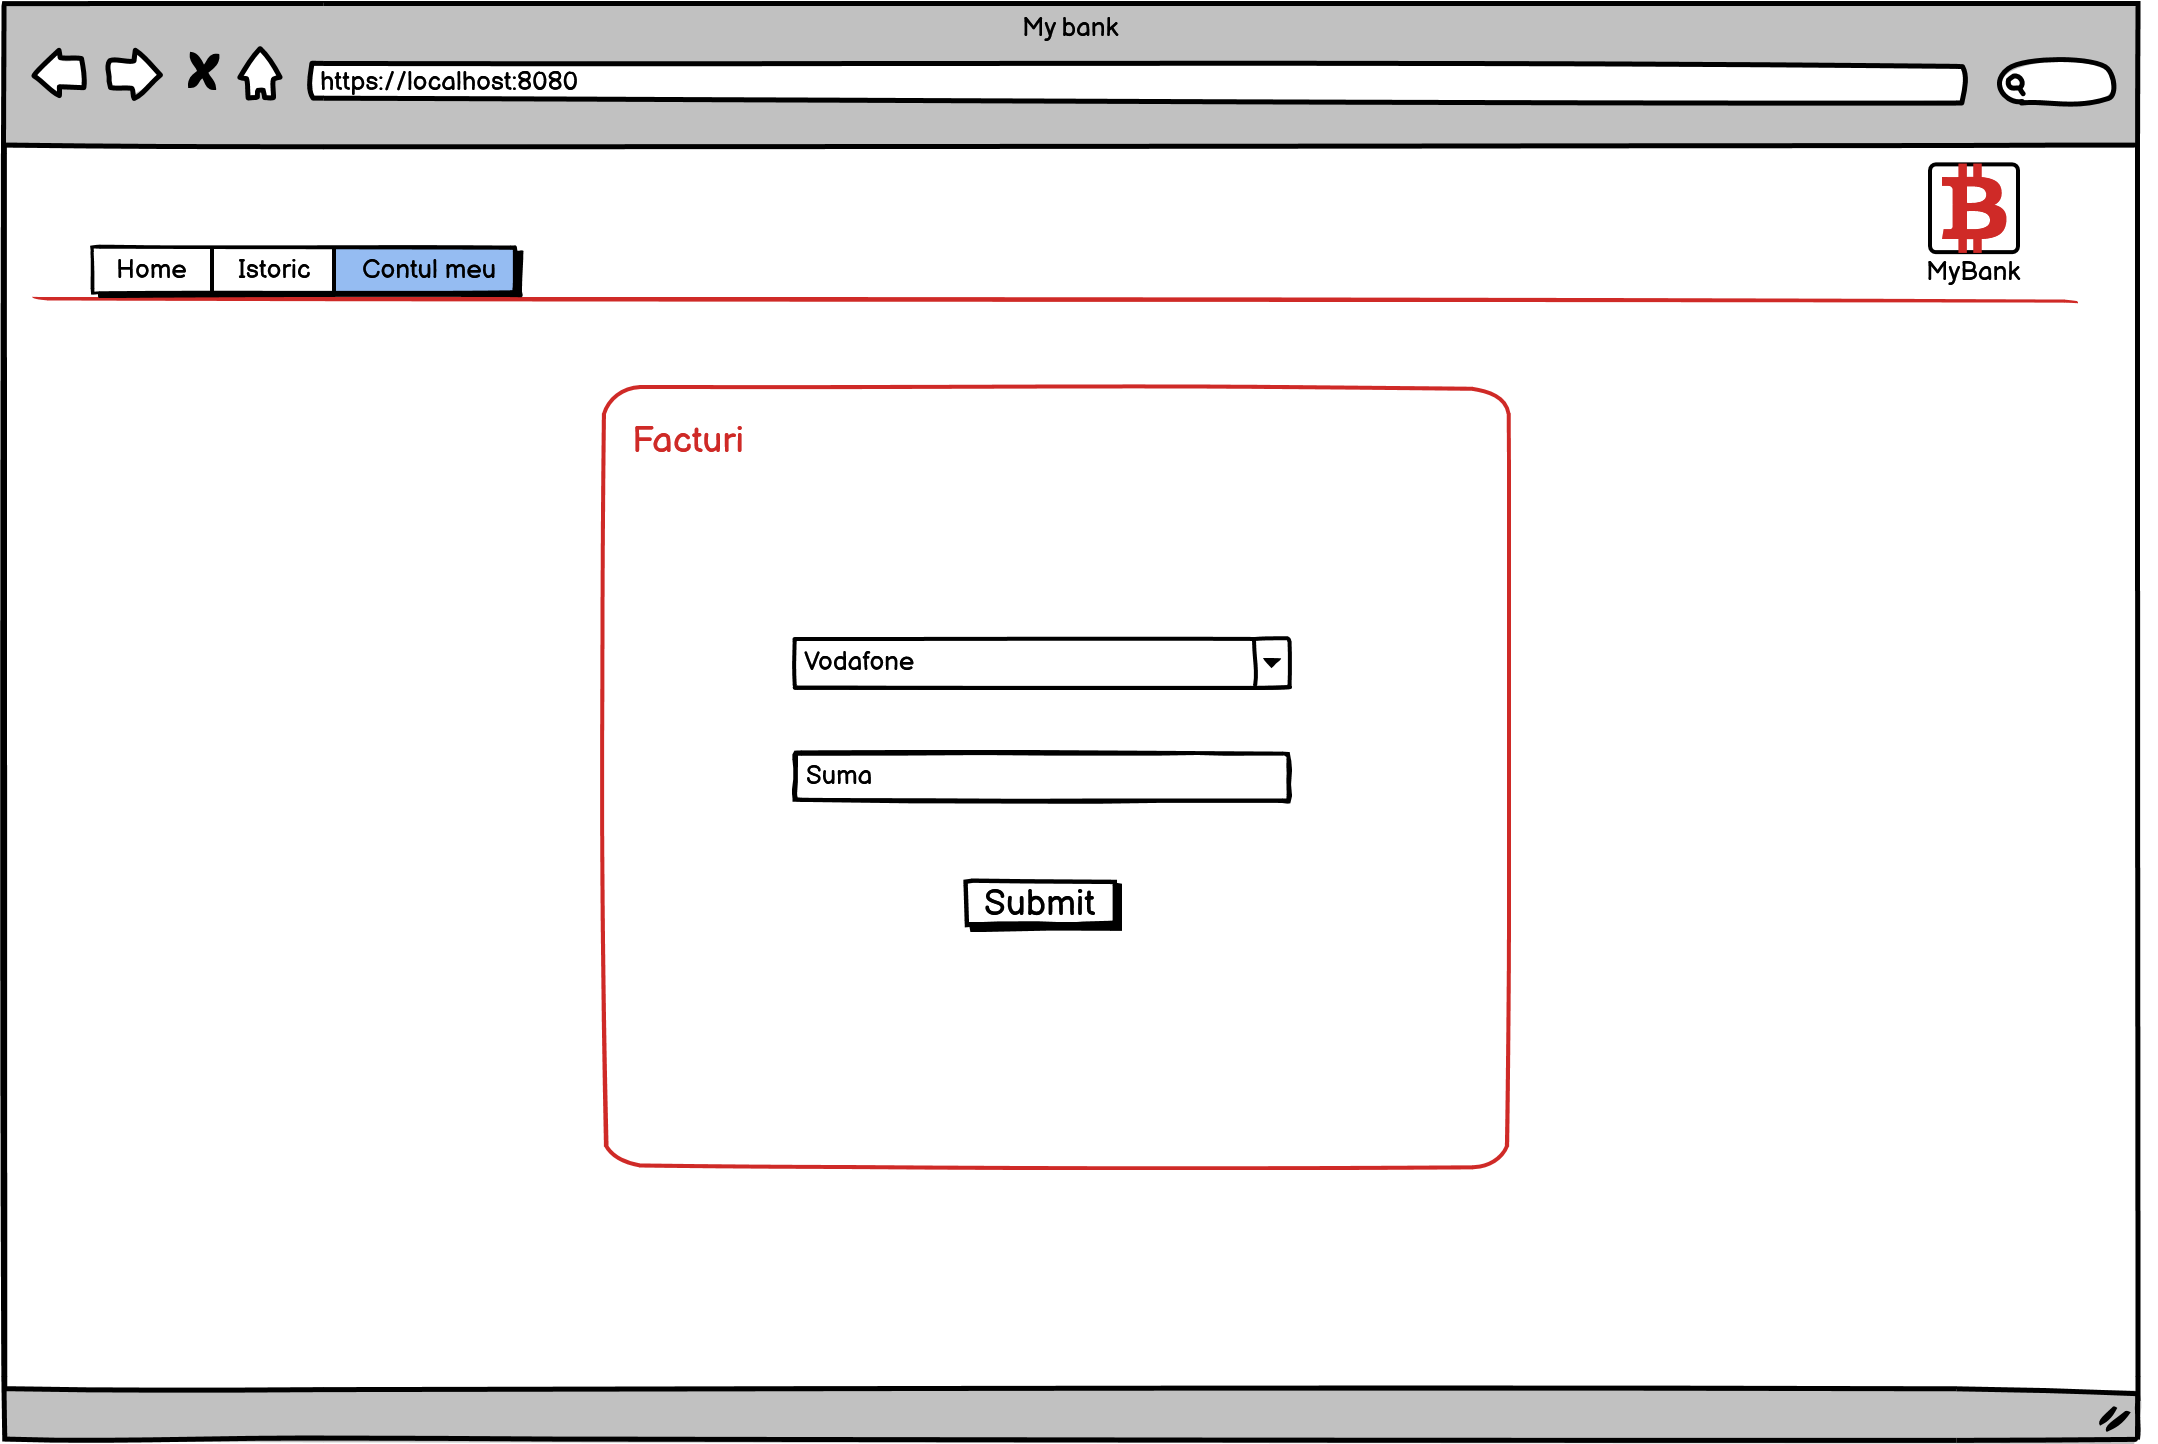 My bank
https://localhost:8080
MyBank
Home Istoric Contul meu
Facturi
Vodafone
Suma
Submit